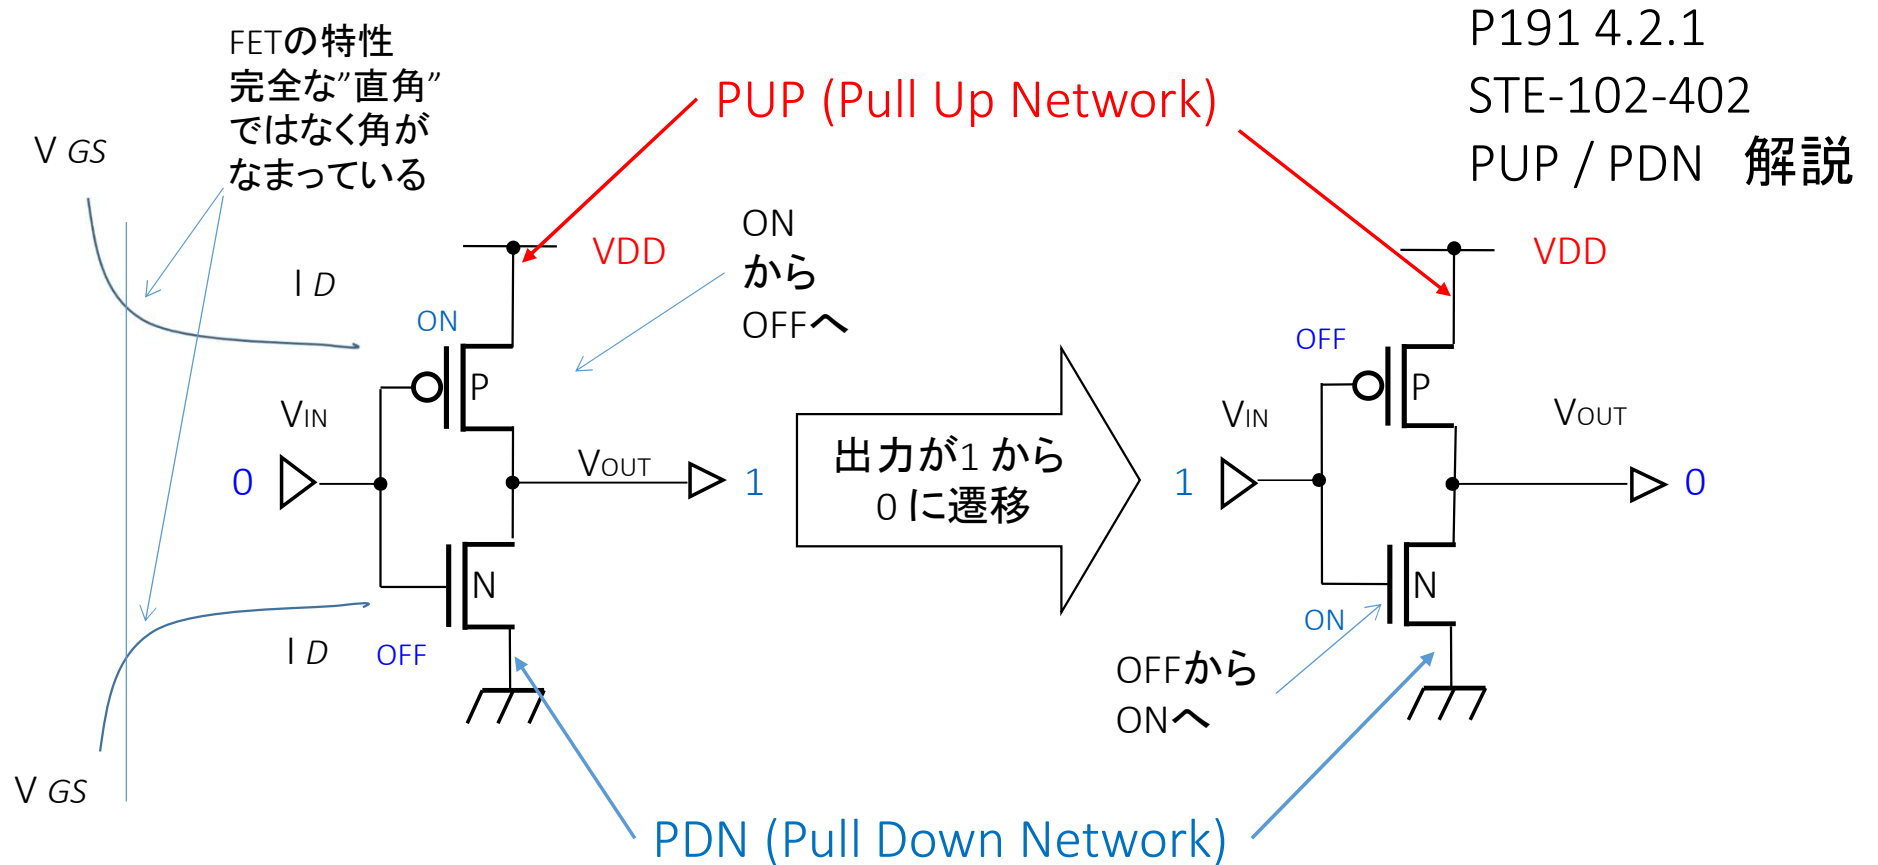 P191 4.2.1
STE-102-402
PUP / PDN 解説
FETの特性
完全な”直角”
ではなく角が
なまっている
PUP (Pull Up Network)
V GS
I D
ON
から
OFFへ
VDD
ON
P
VIN
0
VOUT
1
N
I D
OFF
V GS
出力が1 から
0 に遷移
VDD
OFF
P
VIN
1
VOUT
0
N
ON
OFFから
ONへ
PDN (Pull Down Network)